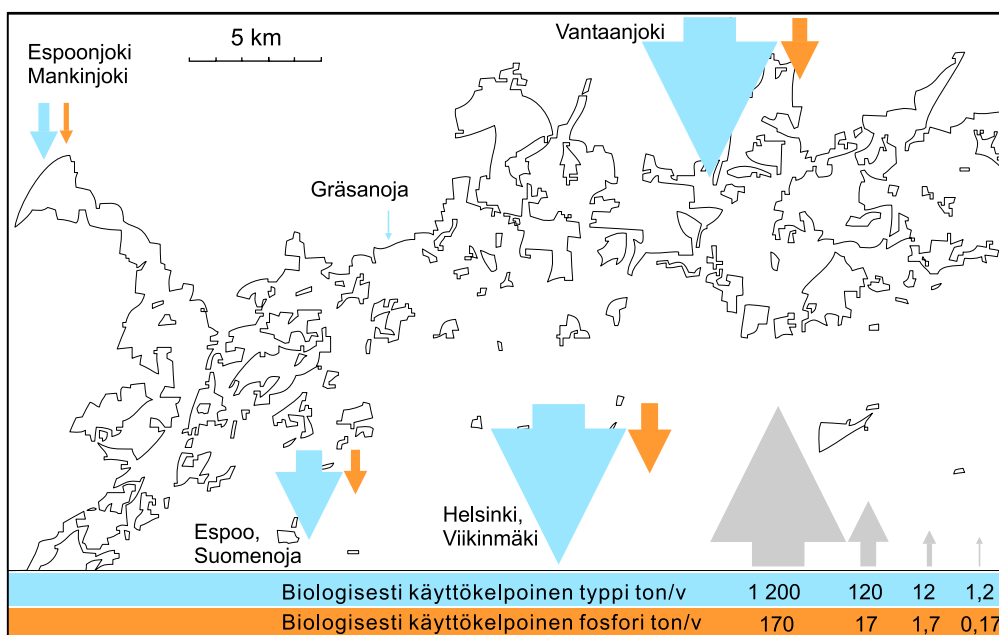 Espoonjoki
Mankinjoki
5 km
Vantaanjoki
Gräsanoja
Espoo,
Suomenoja
Helsinki,
Viikinmäki
Biologisesti käyttökelpoinen typpi ton/v 1 200 120 12 1,2
Biologisesti käyttökelpoinen fosfori ton/v 170 17 1,7 0,17